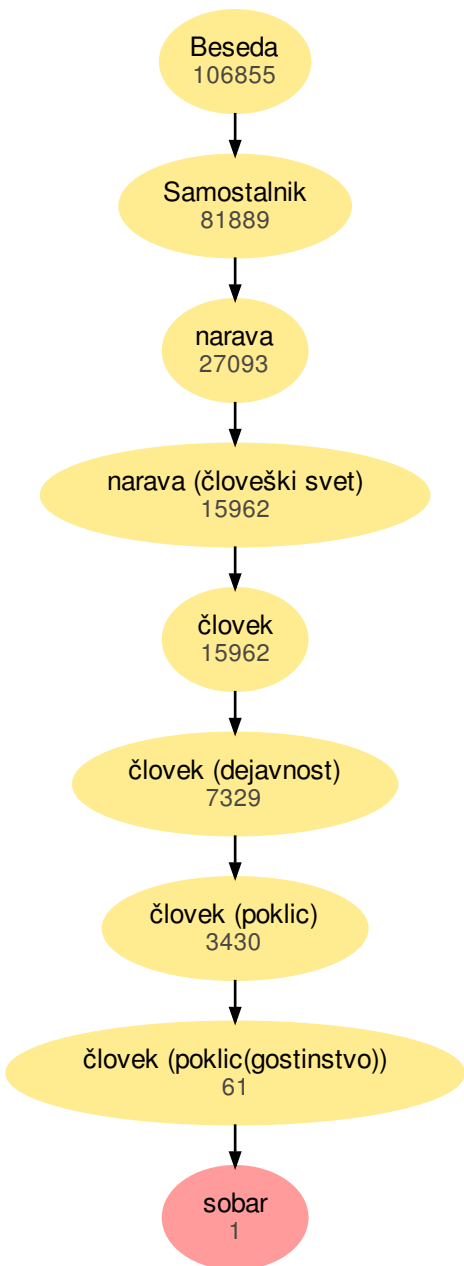 Beseda
106855
Samostalnik
81889
narava
27093
narava (človeški svet)
15962
človek
15962
človek (dejavnost)
7329
človek (poklic)
3430
človek (poklic(gostinstvo))
61
sobar
1